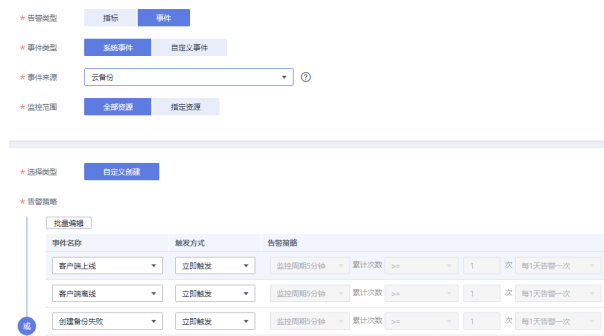 * 告警类型 指标 事件
* 事件类型 系统事件 自定义事件
* 事件来源 云备份 ?
* 监控范围 全部资源 指定资源
* 选择类型 自定义创建
* 告警策略
批量编辑
事件名称 触发方式 告警策略
客户端上线 立即触发 监控周期5分钟 累计次数 >= 1 次 每1天告警一次
客户端离线 立即触发 监控周期5分钟 累计次数 >= 1 次 每1天告警一次
或 创建备份失败 立即触发 监控周期5分钟 累计次数 >= 1 次 每1天告警一次